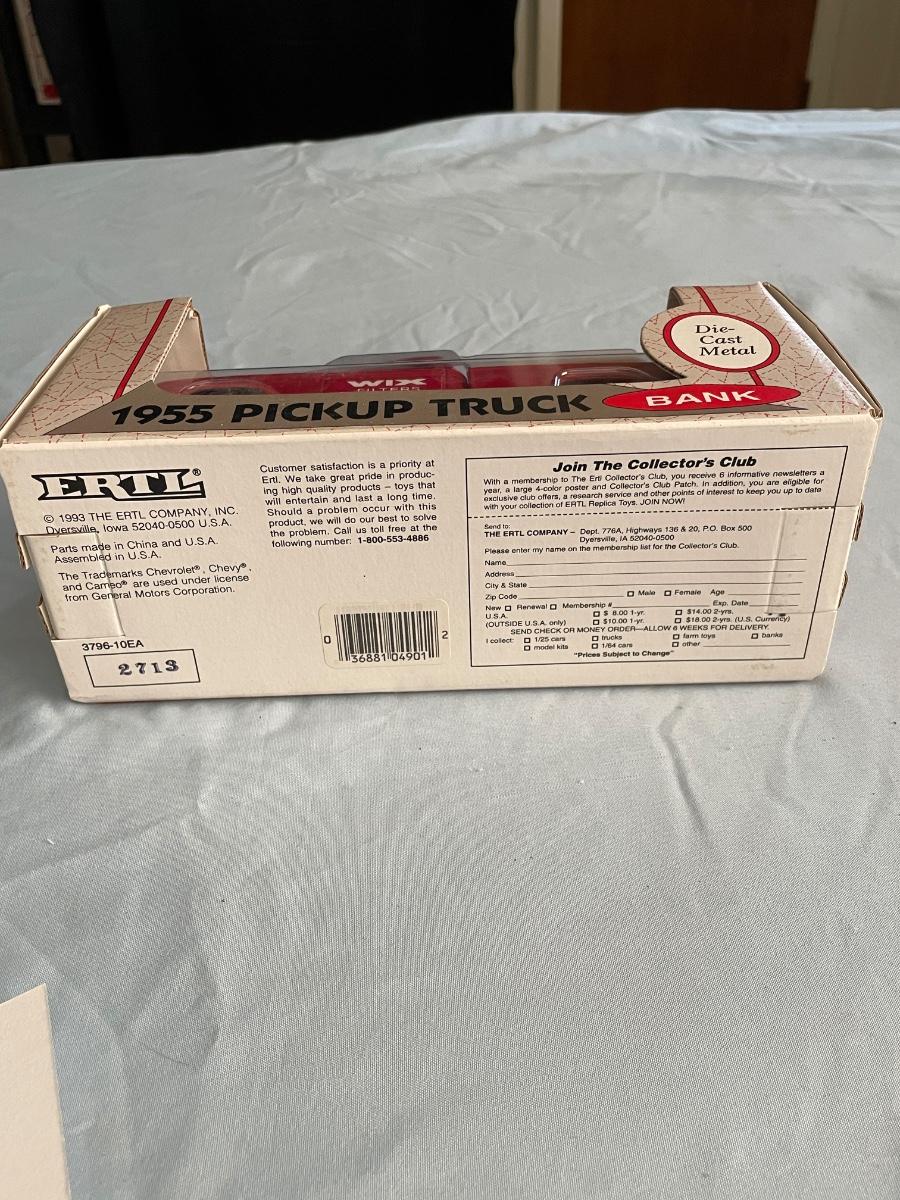 Die-
Cast
Metal
WIX
FILTERS
1955 PICKUP TRUCK
BANK
ERTL®
© 1993 THE ERTL COMPANY, INC.
Dyersville, Iowa 52040-0500 U.S.A.
Parts made in China and U.S.A.
Assembled in U.S.A.
The Trademarks Chevrolet®, Chevy®,
and Cameo® are used under license
from General Motors Corporation.
3796-10EA
2713
Customer satisfaction is a priority at
Ertl. We take great pride in produc-
ing high quality products – toys that
will entertain and last a long time.
Should a problem occur with this
product, we will do our best to solve
the problem. Call us toll free at the
following number: 1-800-553-4886
0 36881 04901 2
Join The Collector's Club
With a membership to The Ertl Collector's Club, you receive 6 informative newsletters a
year, a large 4-color poster and Collector's Club Patch. In addition, you are eligible for
exclusive club offers, a research service and other points of interest to keep you up to date
with your collection of ERTL Replica Toys. JOIN NOW!
Send to:
THE ERTL COMPANY – Dept. 776A, Highways 136 & 20, P.O. Box 500
Dyersville, IA 52040-0500
Please enter my name on the membership list for the Collector's Club.
Name
Address
City & State
Zip Code Male Female Age
New Renewal Membership # Exp. Date
U.S.A. $ 8.00 1-yr. $14.00 2-yrs.
(OUTSIDE U.S.A. only) $10.00 1-yr. $18.00 2-yrs. (U.S. Currency)
SEND CHECK OR MONEY ORDER—ALLOW 6 WEEKS FOR DELIVERY.
I collect: 1/25 cars trucks farm toys banks
model kits 1/64 cars other
"Prices Subject to Change"